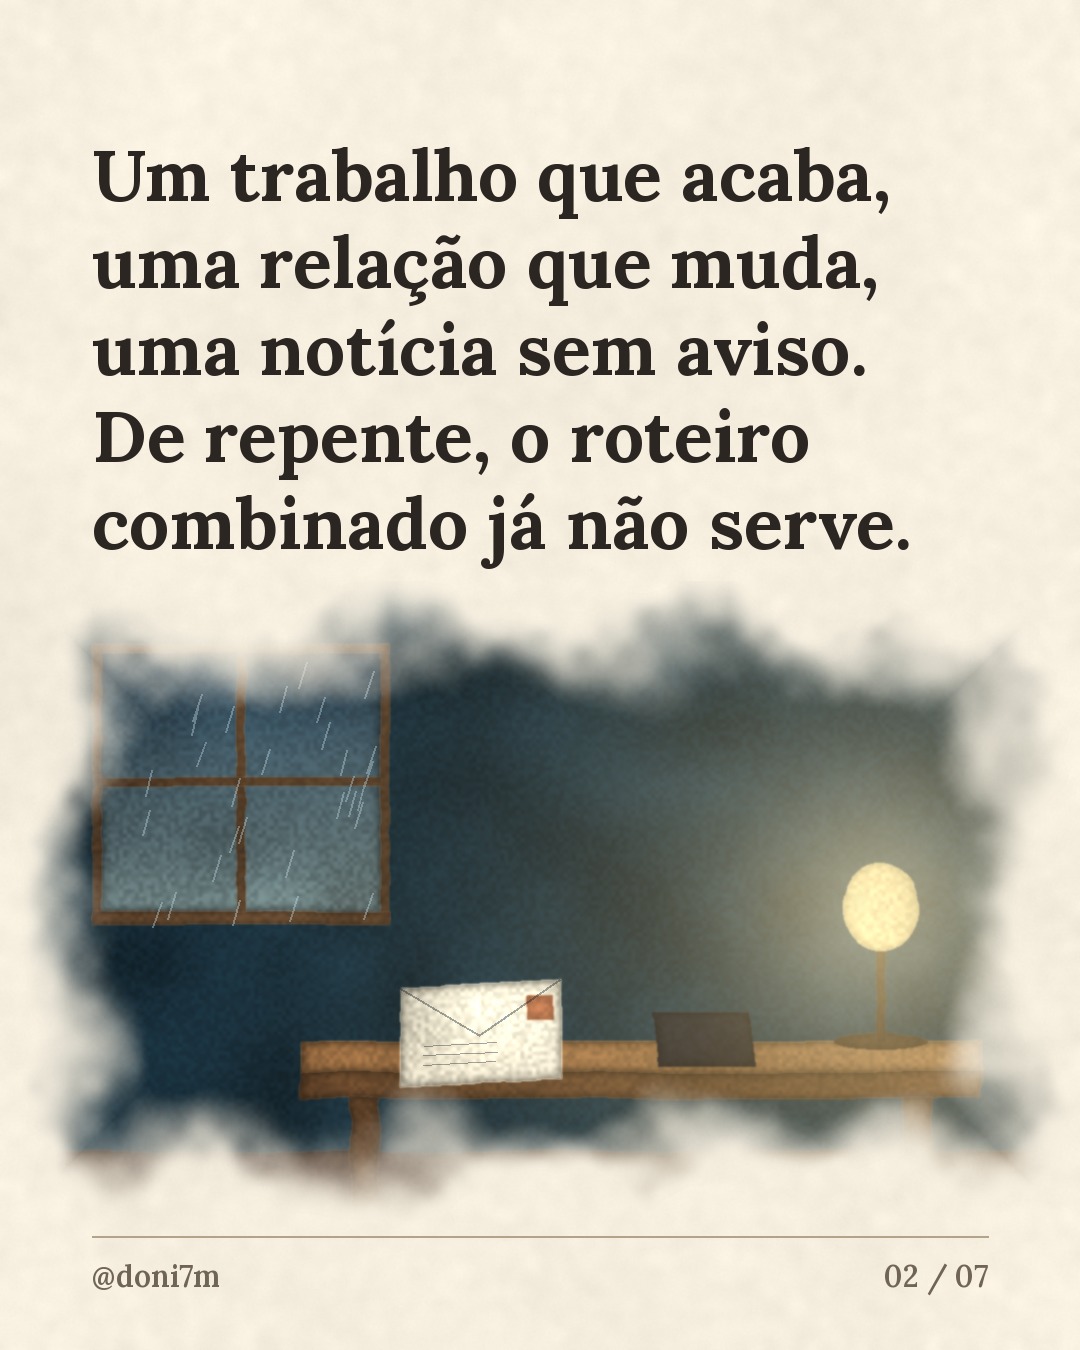 Um trabalho que acaba,
uma relação que muda,
uma notícia sem aviso.
De repente, o roteiro
combinado já não serve.
@doni7m
02 / 07